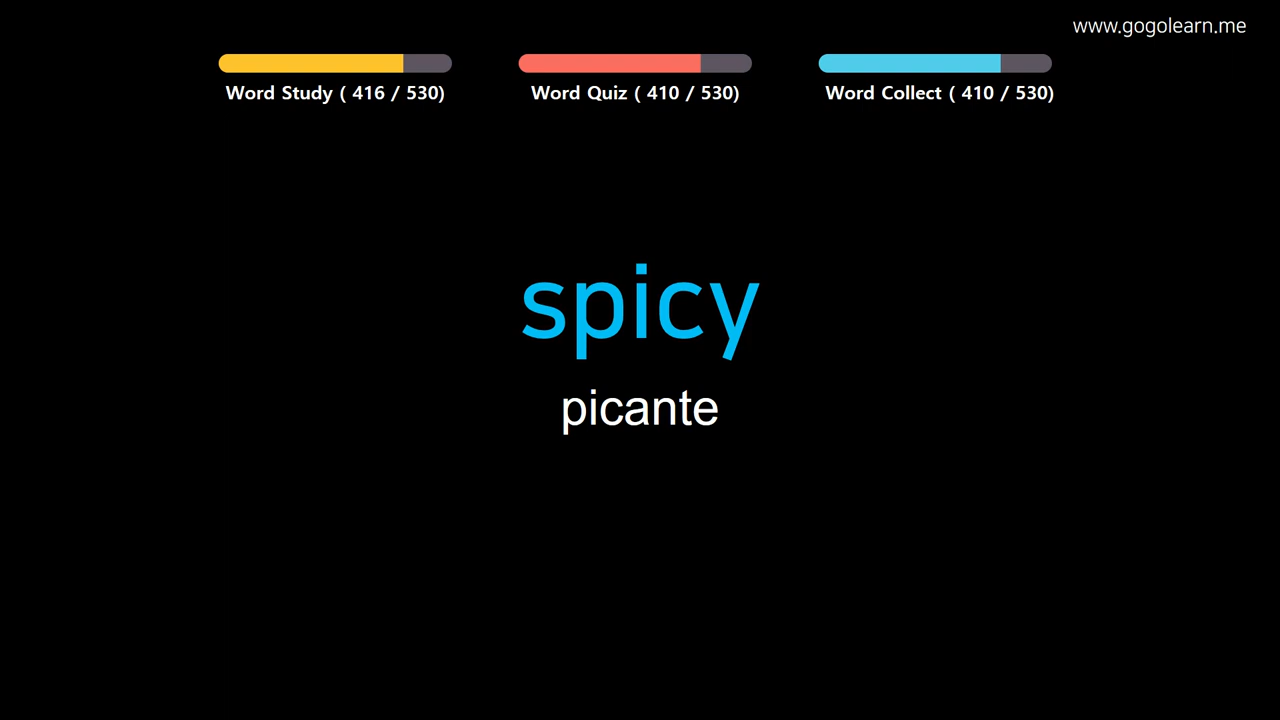 www.gogolearn.me
Word Study ( 416 / 530)
Word Quiz ( 410 / 530)
Word Collect ( 410 / 530)
spicy
picante